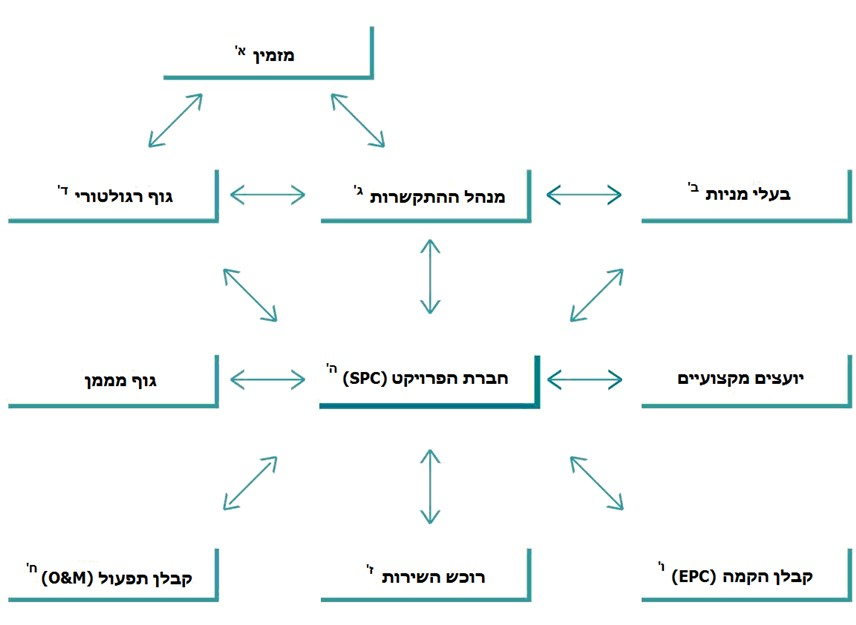 מזמין א'
בעלי מניות ב'
מנהל ההתקשרות ג'
גוף רגולטורי ד'
יועצים מקצועיים
חברת הפרויקט (SPC) ה'
גוף מממן
קבלן הקמה (EPC) ו'
רוכש השירות ז'
קבלן תפעול (O&M) ח'